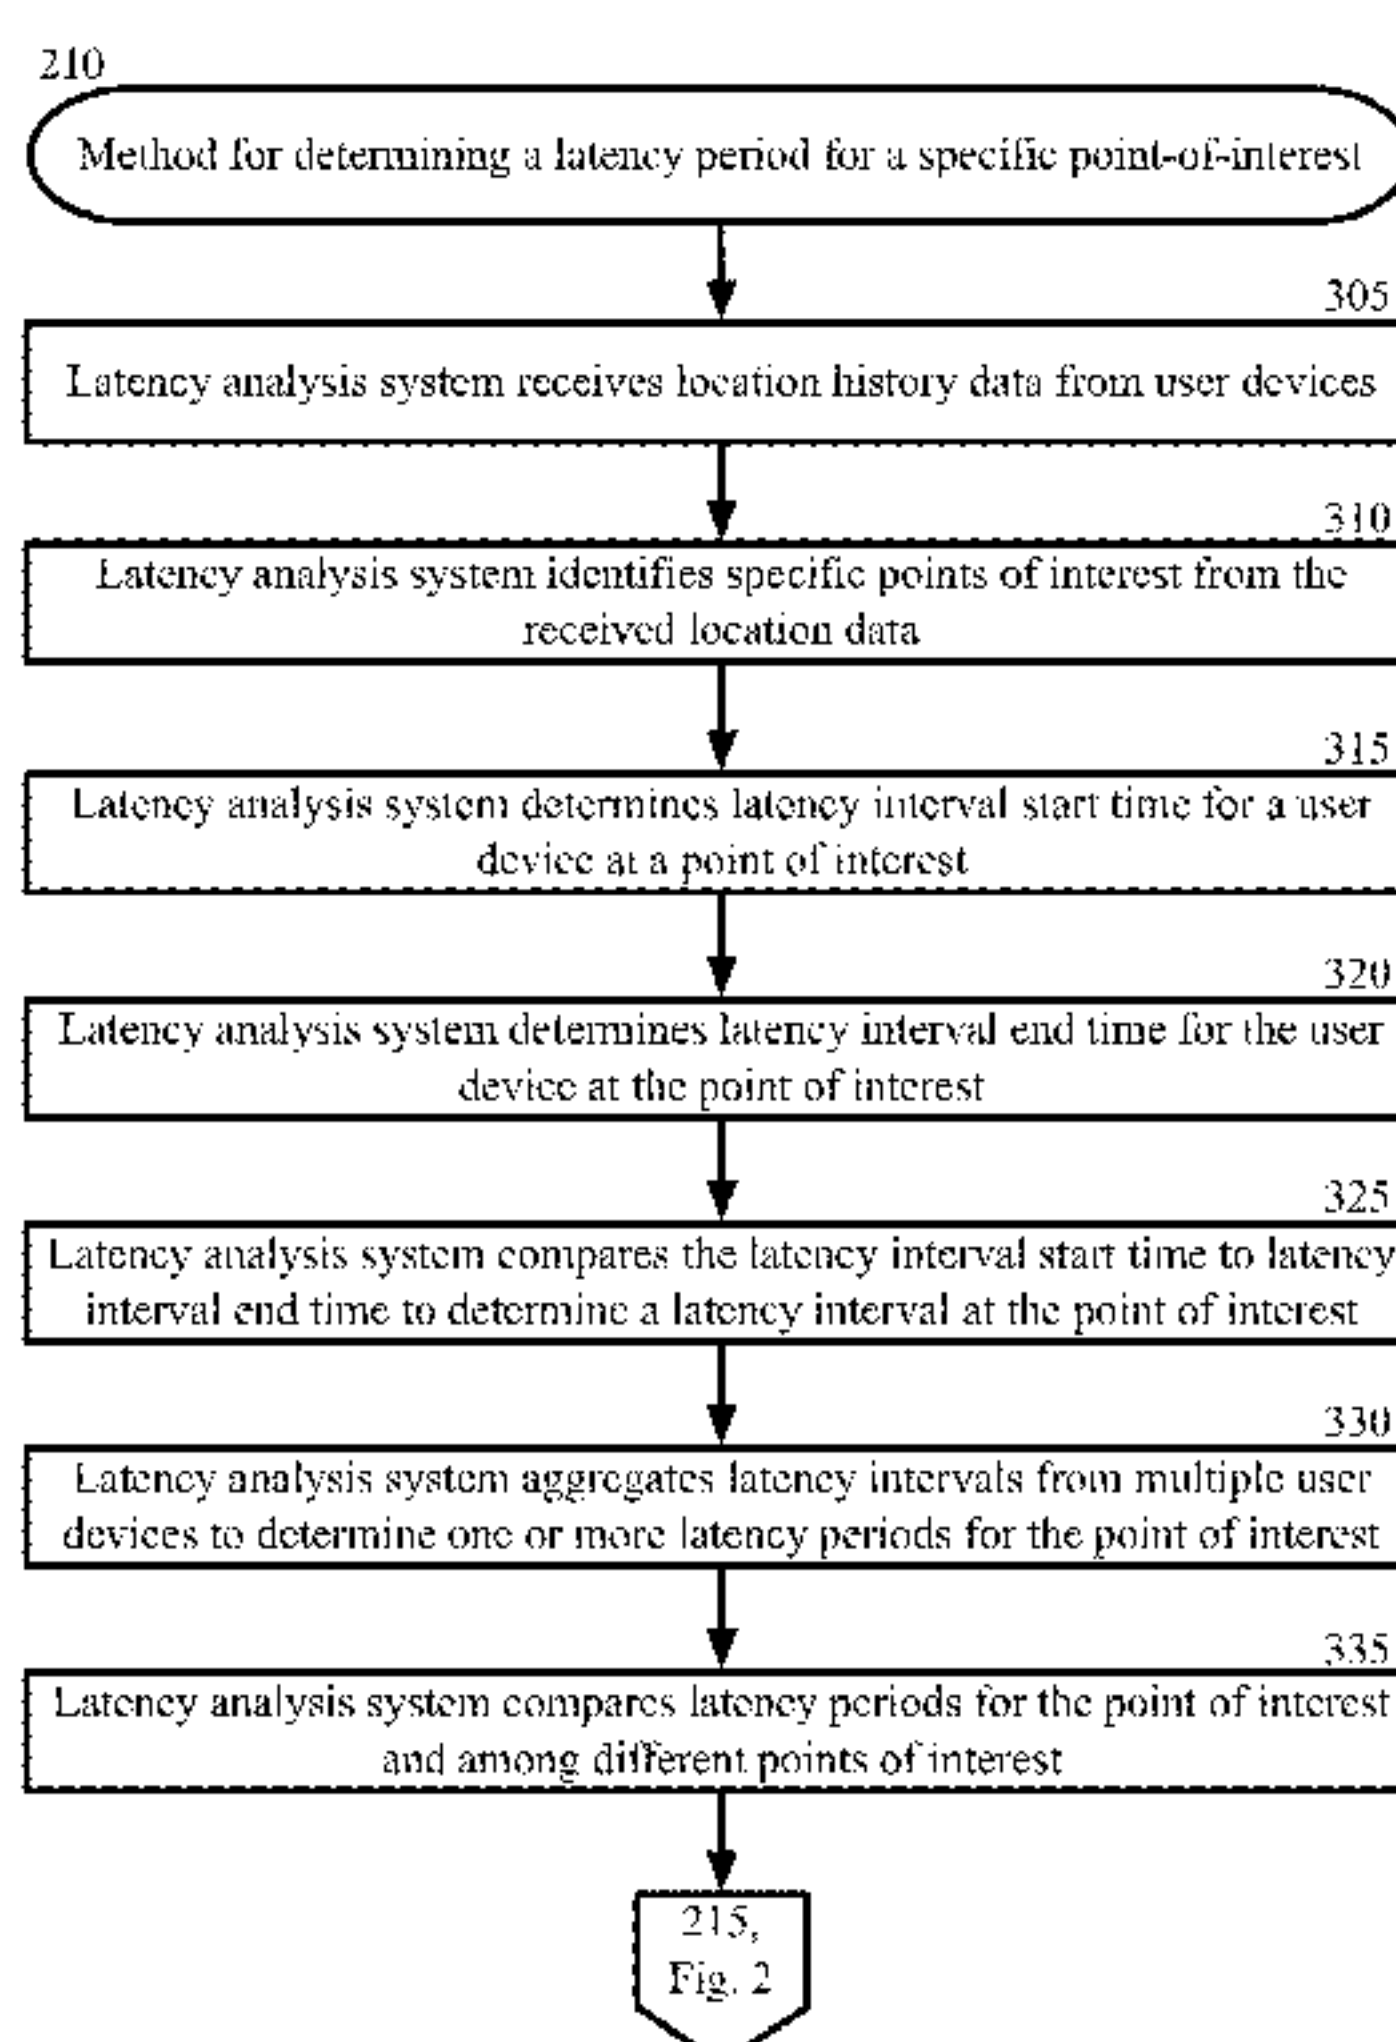 210
Method for determining a latency period for a specific point-of-interest
305
Latency analysis system receives location history data from user devices
310
Latency analysis system identifies specific points of interest from the
received location data
315
Latency analysis system determines latency interval start time for a user
device at a point of interest
320
Latency analysis system determines latency interval end time for the user
device at the point of interest
325
Latency analysis system compares the latency interval start time to latency
interval end time to determine a latency interval at the point of interest
330
Latency analysis system aggregates latency intervals from multiple user
devices to determine one or more latency periods for the point of interest
335
Latency analysis system compares latency periods for the point of interest
and among different points of interest
215,
Fig. 2